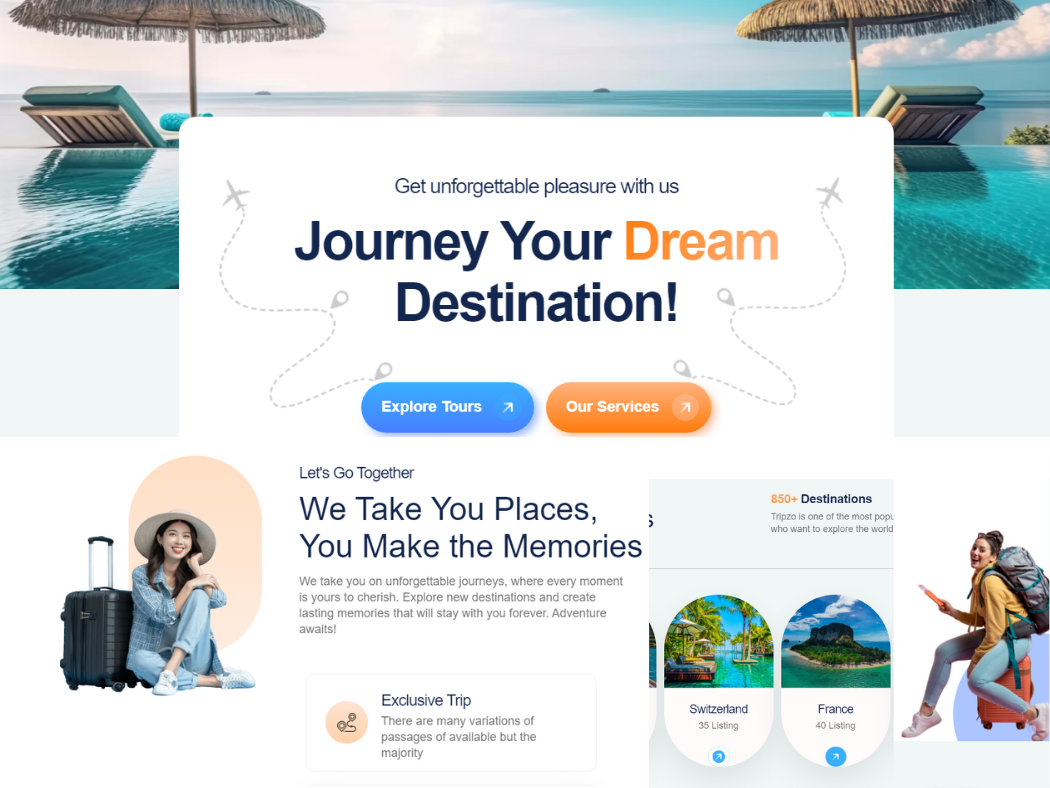 Get unforgettable pleasure with us
Journey Your Dream
Destination!
Explore Tours
Our Services
Let's Go Together
We Take You Places,
You Make the Memories
We take you on unforgettable journeys, where every moment
is yours to cherish. Explore new destinations and create
lasting memories that will stay with you forever. Adventure
awaits!
Exclusive Trip
There are many variations of
passages of available but the
majority
850+ Destinations
Tripzo is one of the most
who want to explore the world
Switzerland
35 Listing
France
40 Listing